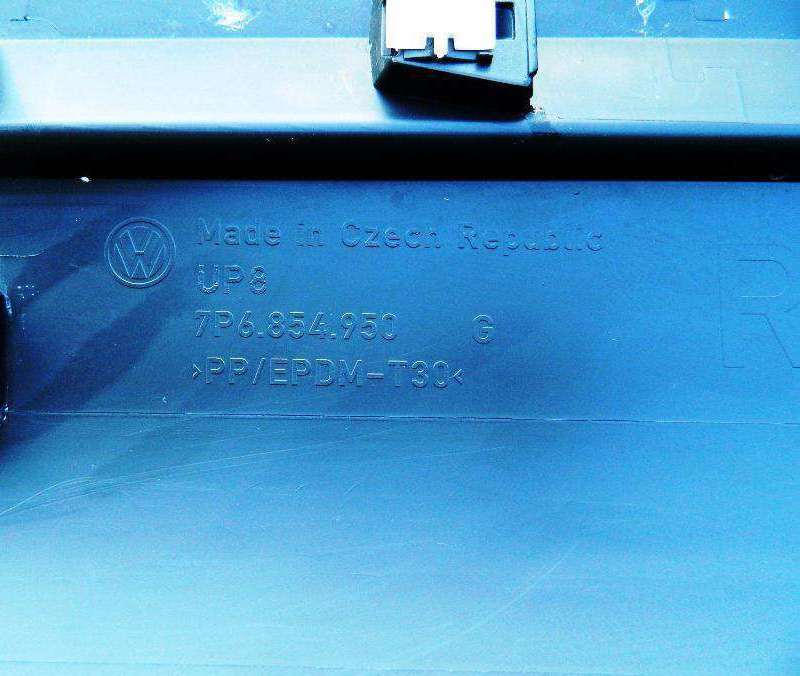 Made in Czech Republic
UP8
7P6.854.950 G
>PP/EPDM-T30<
R